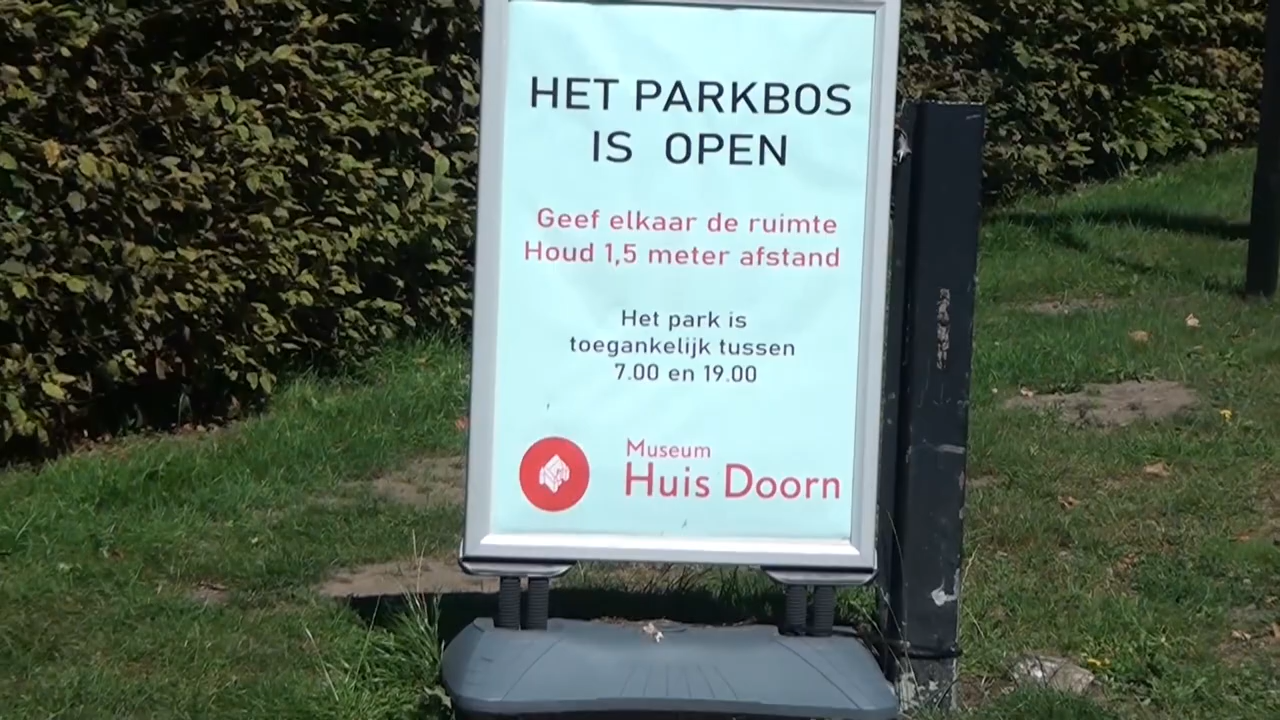 HET PARKBOS
IS OPEN
Geef elkaar de ruimte
Houd 1,5 meter afstand
Het park is
toegankelijk tussen
7.00 en 19.00
Museum
Huis Doorn